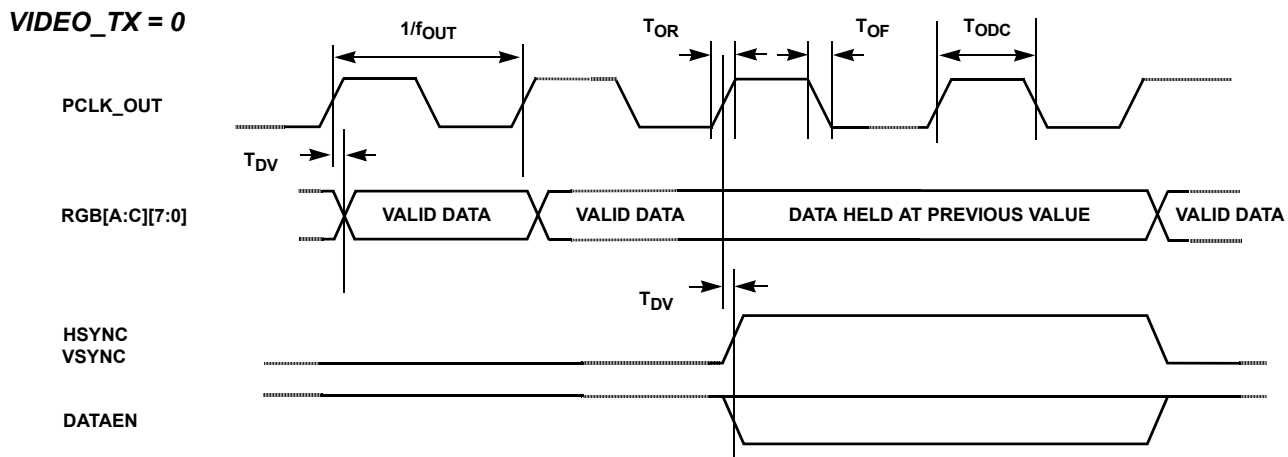 VIDEO_TX = 0
1/fOUT
TOR
TOF
TODC
PCLK_OUT
TDV
RGB[A:C][7:0]
VALID DATA
VALID DATA
DATA HELD AT PREVIOUS VALUE
VALID DATA
TDV
HSYNC
VSYNC
DATAEN